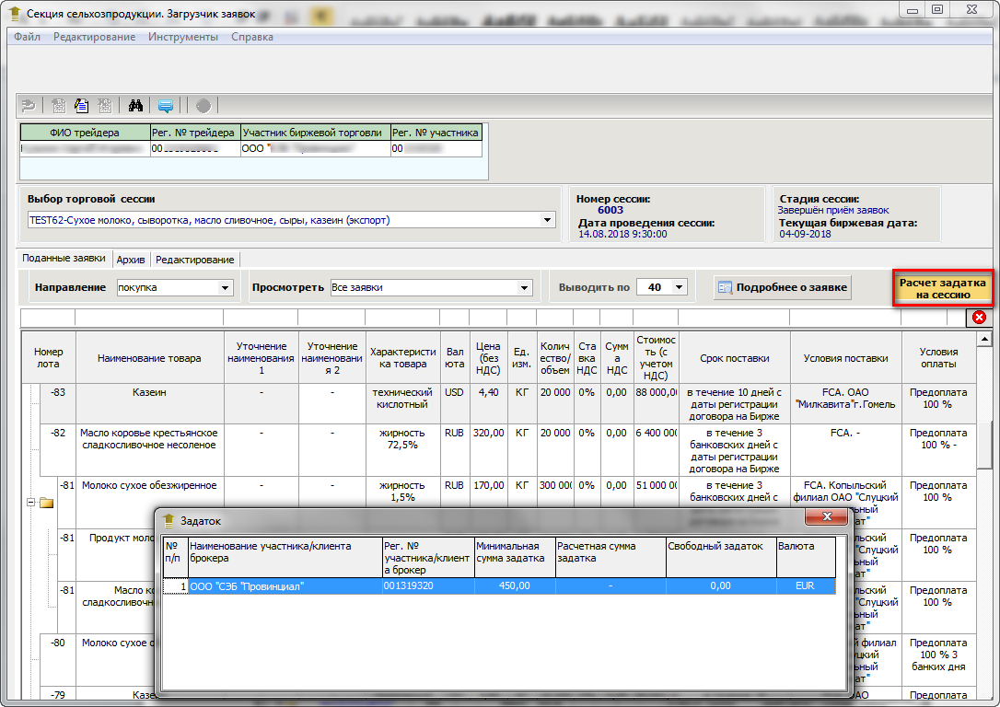 Секция сельхозпродукции. Загрузчик заявок
Файл Редактирование Инструменты Справка
ФИО трейдера Рег. № трейдера Участник биржевой торговли Рег. № участника
00 ООО " 00
Выбор торговой сессии
TEST62-Сухое молоко, сыворотка, масло сливочное, сыры, казеин (экспорт)
Номер сессии:
6003
Дата проведения сессии:
14.08.2018 9:30:00
Стадия сессии:
Завершён приём заявок
Текущая биржевая дата:
04-09-2018
Поданные заявки Архив Редактирование
Направление покупка Просмотреть Все заявки Выводить по 40 Подробнее о заявке
Расчет задатка
на сессию
Номер
лота
Наименование товара
Уточнение
наименования
1
Уточнение
наименовани
я 2
Характеристи
ка товара
Вал
юта
Цена
(без
НДС)
Ед.
изм.
Колич
ество/
объем
Ста
вка
НДС
Сумм
а
НДС
Стоимос
ть (с
учетом
НДС)
Срок поставки
Условия поставки
Условия
оплаты
-83 Казеин - -
технический
кислотный
USD 4,40 КГ 20 000 0% 0,00 88 000,0
в течение 10 дней с
даты регистрации
договора на Бирже
FCA. ОАО
"Милкавита"г.Гомель
Предоплата
100 %
-82
Масло коровье крестьянское
сладкосливочное несоленое
- -
жирность
72,5%
RUB 320,00 КГ 20 000 0% 0,00 6 400 000
в течение 3
банковских дней с
даты регистрации
договора на Бирже
FCA. -
Предоплата
100 % -
-81 Молоко сухое обезжиренное - -
жирность
1,5%
RUB 170,00 КГ 300 000 0% 0,00 51 000 00
в течение 3
банковских дней с
FCA. Копыльский
филиал ОАО "Слуцкий
Предоплата
100 %
-81 Продукт моло
Предоплата
100 %
-81 Масло ко
сладкосливочн
Предоплата
100 %
-80 Молоко сухое о
Предоплата
100 % 3
банких дня
-79 Казе
Предоплата
Задаток
№
п/п
Наименование участника/клиента
брокера
Рег. №
участника/клиент
а брокер
Минимальная
сумма задатка
Расчетная сумма
задатка
Свободный задаток
Валюта
1 ООО "СЭБ "Провинциал" 001319320 450,00 - 0,00 EUR